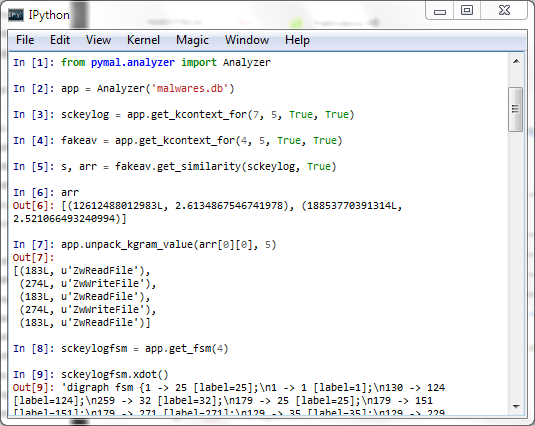 IPython
File Edit View Kernel Magic Window Help
In [1]: from pymal.analyzer import Analyzer
In [2]: app = Analyzer('malwares.db')
In [3]: sckeylog = app.get_kcontext_for(7, 5, True, True)
In [4]: fakeav = app.get_kcontext_for(4, 5, True, True)
In [5]: s, arr = fakeav.get_similarity(sckeylog, True)
In [6]: arr
Out[6]: [(12612488012983L, 2.6134867546741978), (18853770391314L,
2.521066493240994)]
In [7]: app.unpack_kgram_value(arr[0][0], 5)
Out[7]:
[(183L, u'ZwReadFile'),
(274L, u'ZwWriteFile'),
(183L, u'ZwReadFile'),
(274L, u'ZwWriteFile'),
(183L, u'ZwReadFile')]
In [8]: sckeylogfsm = app.get_fsm(4)
In [9]: sckeylogfsm.xdot()
Out[9]: 'digraph fsm {1 -> 25 [label=25];\n1 -> 1 [label=1];\n130 -> 124
[label=124];\n259 -> 32 [label=32];\n179 -> 25 [label=25];\n179 -> 151
[label=151];\n179 -> 271 [label=271];\n129 -> 35 [label=35];\n129 -> 229